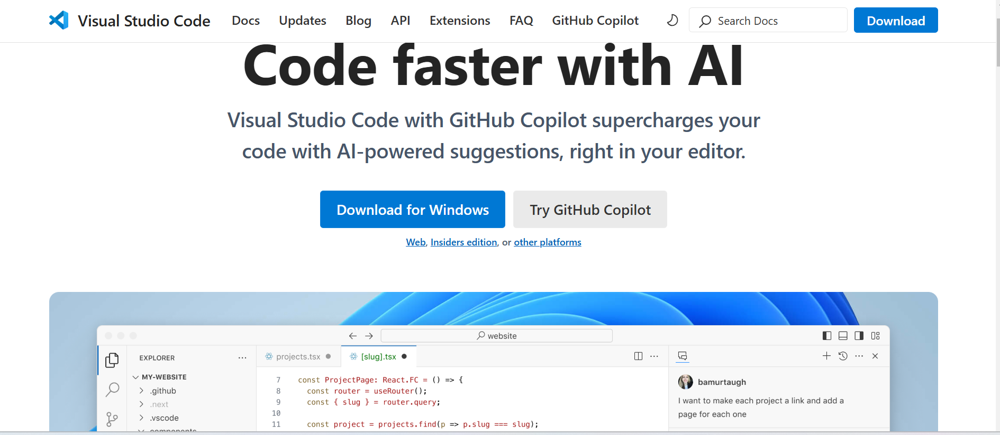 Visual Studio Code Docs Updates Blog API Extensions FAQ GitHub Copilot Search Docs Download
Code faster with AI
Visual Studio Code with GitHub Copilot supercharges your
code with AI-powered suggestions, right in your editor.
Download for Windows Try GitHub Copilot
Web, Insiders edition, or other platforms
website
EXPLORER
MY-WEBSITE
.github
.next
.vscode
components
projects.tsx [slug].tsx
7 const ProjectPage: React.FC = () => {
8 const router = useRouter();
9 const { slug } = router.query;
10
11 const project = projects.find(p => p.slug === slug);
bamurtaugh
I want to make each project a link and add a
page for each one